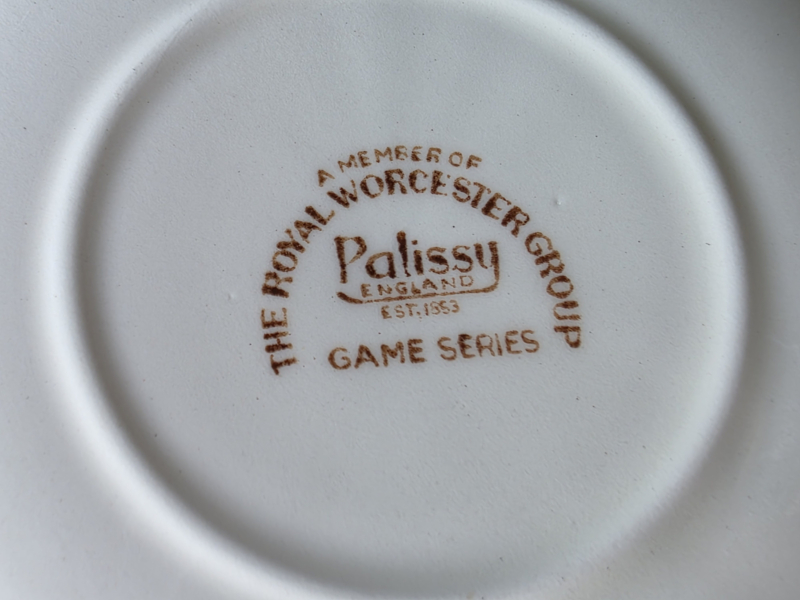 A MEMBER OF
THE ROYAL WORCESTER GROUP
Palissy
ENGLAND
EST. 1853
GAME SERIES